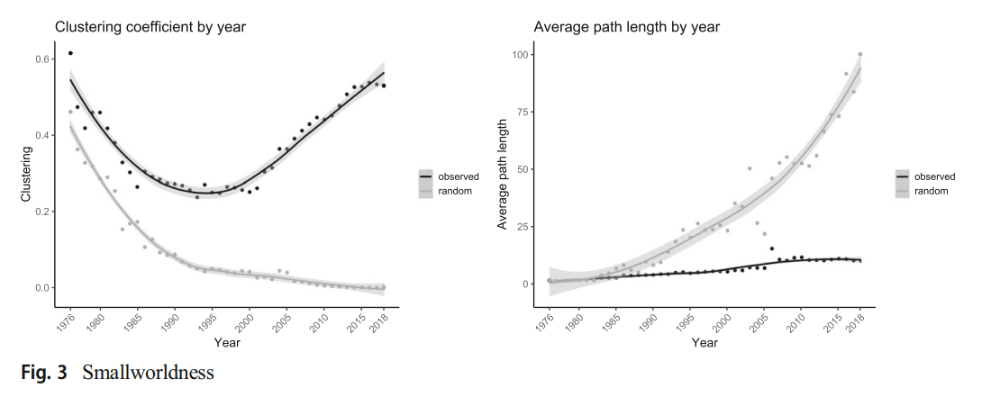 Clustering coefficient by year
0.6
0.4
0.2
0.0
Clustering
1976
1980
1985
1990
1995
2000
2005
2010
2015
2018
Year
observed
random
Average path length by year
100
75
50
25
0
Average path length
1976
1980
1985
1990
1995
2000
2005
2010
2015
2018
Year
observed
random
Fig. 3 Smallworldness